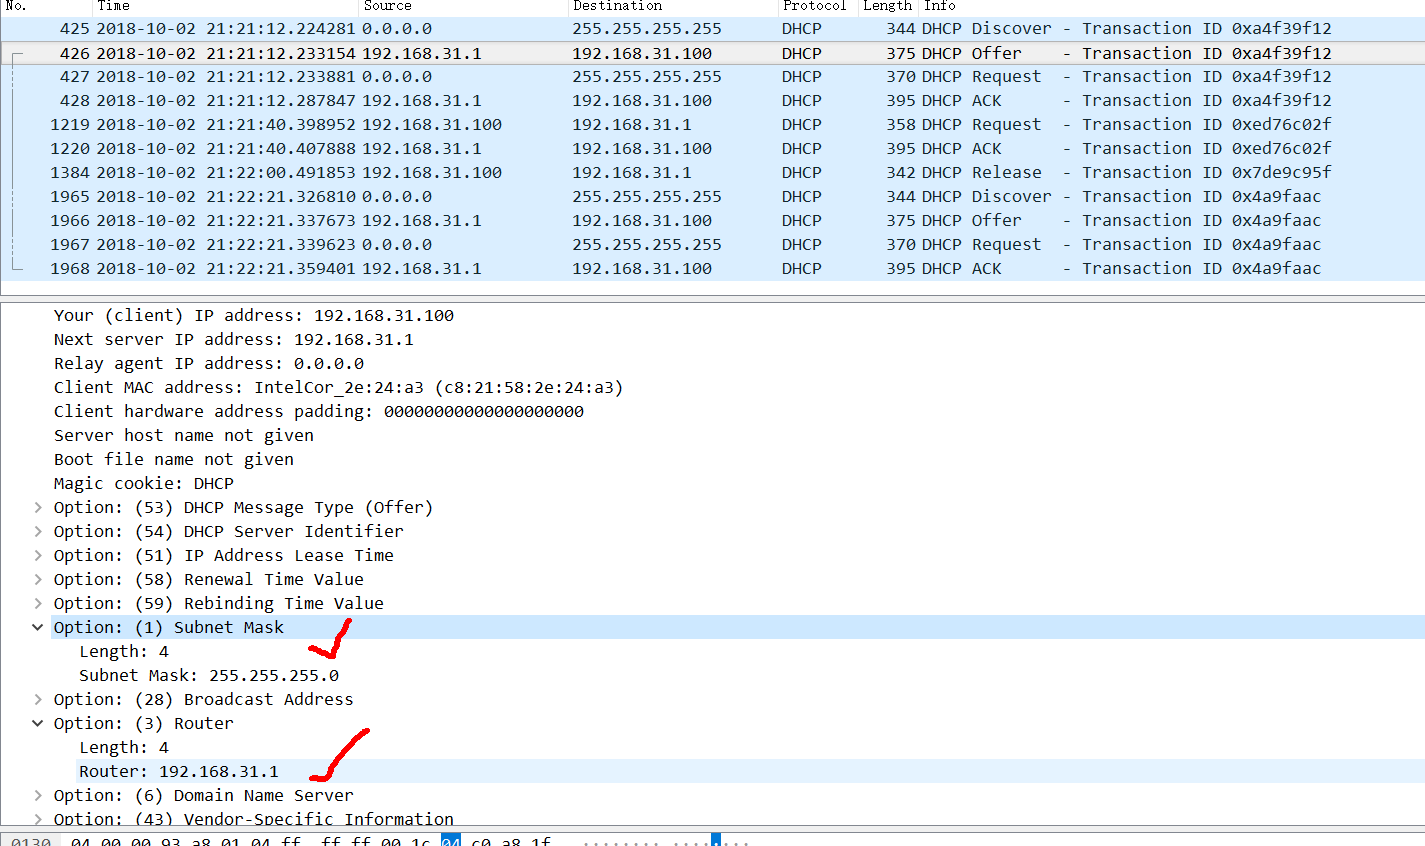 No. Time Source Destination Protocol Length Info
425 2018-10-02 21:21:12.224281 0.0.0.0 255.255.255.255 DHCP 344 DHCP Discover - Transaction ID 0xa4f39f12
426 2018-10-02 21:21:12.233154 192.168.31.1 192.168.31.100 DHCP 375 DHCP Offer - Transaction ID 0xa4f39f12
427 2018-10-02 21:21:12.233881 0.0.0.0 255.255.255.255 DHCP 370 DHCP Request - Transaction ID 0xa4f39f12
428 2018-10-02 21:21:12.287847 192.168.31.1 192.168.31.100 DHCP 395 DHCP ACK - Transaction ID 0xa4f39f12
1219 2018-10-02 21:21:40.398952 192.168.31.100 192.168.31.1 DHCP 358 DHCP Request - Transaction ID 0xed76c02f
1220 2018-10-02 21:21:40.407888 192.168.31.1 192.168.31.100 DHCP 395 DHCP ACK - Transaction ID 0xed76c02f
1384 2018-10-02 21:22:00.491853 192.168.31.100 192.168.31.1 DHCP 342 DHCP Release - Transaction ID 0x7de9c95f
1965 2018-10-02 21:22:21.326810 0.0.0.0 255.255.255.255 DHCP 344 DHCP Discover - Transaction ID 0x4a9faac
1966 2018-10-02 21:22:21.337673 192.168.31.1 192.168.31.100 DHCP 375 DHCP Offer - Transaction ID 0x4a9faac
1967 2018-10-02 21:22:21.339623 0.0.0.0 255.255.255.255 DHCP 370 DHCP Request - Transaction ID 0x4a9faac
1968 2018-10-02 21:22:21.359401 192.168.31.1 192.168.31.100 DHCP 395 DHCP ACK - Transaction ID 0x4a9faac
Your (client) IP address: 192.168.31.100
Next server IP address: 192.168.31.1
Relay agent IP address: 0.0.0.0
Client MAC address: IntelCor_2e:24:a3 (c8:21:58:2e:24:a3)
Client hardware address padding: 00000000000000000000
Server host name not given
Boot file name not given
Magic cookie: DHCP
Option: (53) DHCP Message Type (Offer)
Option: (54) DHCP Server Identifier
Option: (51) IP Address Lease Time
Option: (58) Renewal Time Value
Option: (59) Rebinding Time Value
Option: (1) Subnet Mask
Length: 4
Subnet Mask: 255.255.255.0
Option: (28) Broadcast Address
Option: (3) Router
Length: 4
Router: 192.168.31.1
Option: (6) Domain Name Server
Option: (43) Vendor-Specific Information
0130 04 00 00 93 a8 01 04 ff ff ff 00 1c 04 c0 a8 1f